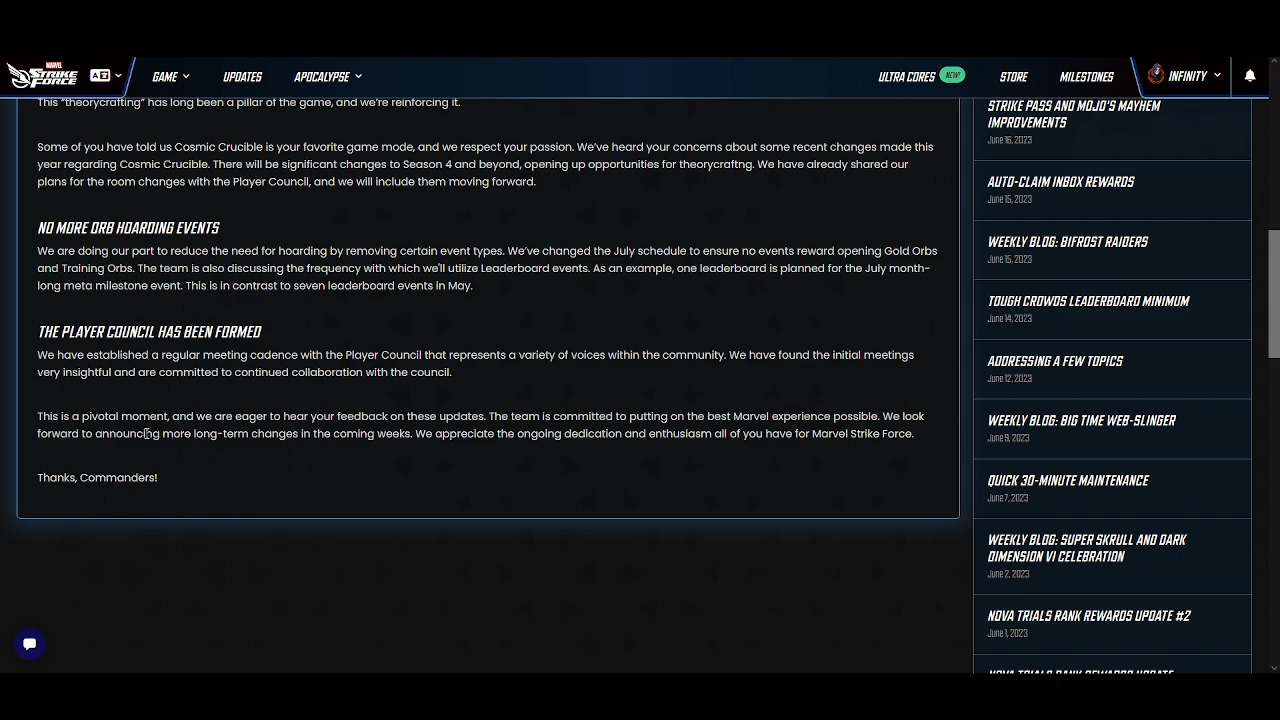 MARVEL
STRIKE FORCE
GAME
UPDATES
APOCALYPSE
ULTRA CORES
NEW!
STORE
MILESTONES
INFINITY
This “theorycrafting” has long been a pillar of the game, and we’re reinforcing it.
Some of you have told us Cosmic Crucible is your favorite game mode, and we respect your passion. We’ve heard your concerns about some recent changes made this
year regarding Cosmic Crucible. There will be significant changes to Season 4 and beyond, opening up opportunities for theorycraftng. We have already shared our
plans for the room changes with the Player Council, and we will include them moving forward.
NO MORE ORB HOARDING EVENTS
We are doing our part to reduce the need for hoarding by removing certain event types. We’ve changed the July schedule to ensure no events reward opening Gold Orbs
and Training Orbs. The team is also discussing the frequency with which we'll utilize Leaderboard events. As an example, one leaderboard is planned for the July month-
long meta milestone event. This is in contrast to seven leaderboard events in May.
THE PLAYER COUNCIL HAS BEEN FORMED
We have established a regular meeting cadence with the Player Council that represents a variety of voices within the community. We have found the initial meetings
very insightful and are committed to continued collaboration with the council.
This is a pivotal moment, and we are eager to hear your feedback on these updates. The team is committed to putting on the best Marvel experience possible. We look
forward to announcing more long-term changes in the coming weeks. We appreciate the ongoing dedication and enthusiasm all of you have for Marvel Strike Force.
Thanks, Commanders!
STRIKE PASS AND MOJO'S MAYHEM
IMPROVEMENTS
June 16, 2023
AUTO-CLAIM INBOX REWARDS
June 15, 2023
WEEKLY BLOG: BIFROST RAIDERS
June 15, 2023
TOUGH CROWDS LEADERBOARD MINIMUM
June 14, 2023
ADDRESSING A FEW TOPICS
June 12, 2023
WEEKLY BLOG: BIG TIME WEB-SLINGER
June 9, 2023
QUICK 30-MINUTE MAINTENANCE
June 7, 2023
WEEKLY BLOG: SUPER SKRULL AND DARK
DIMENSION VI CELEBRATION
June 2, 2023
NOVA TRIALS RANK REWARDS UPDATE #2
June 1, 2023
NOVA TRIALS RANK REWARDS UPDATE